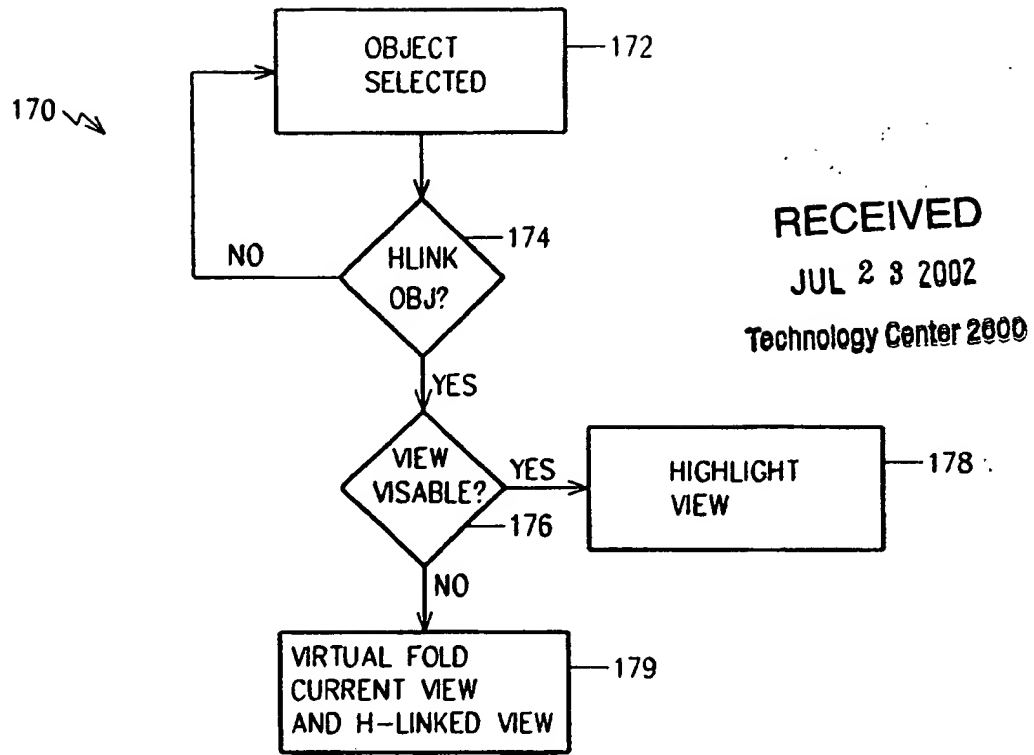 OBJECT
SELECTED
172
170
HLINK
OBJ?
174
NO
YES
RECEIVED
JUL 2 3 2002
Technology Center 2600
VIEW
VISABLE?
176
YES
HIGHLIGHT
VIEW
178
NO
VIRTUAL FOLD
CURRENT VIEW
AND H-LINKED VIEW
179